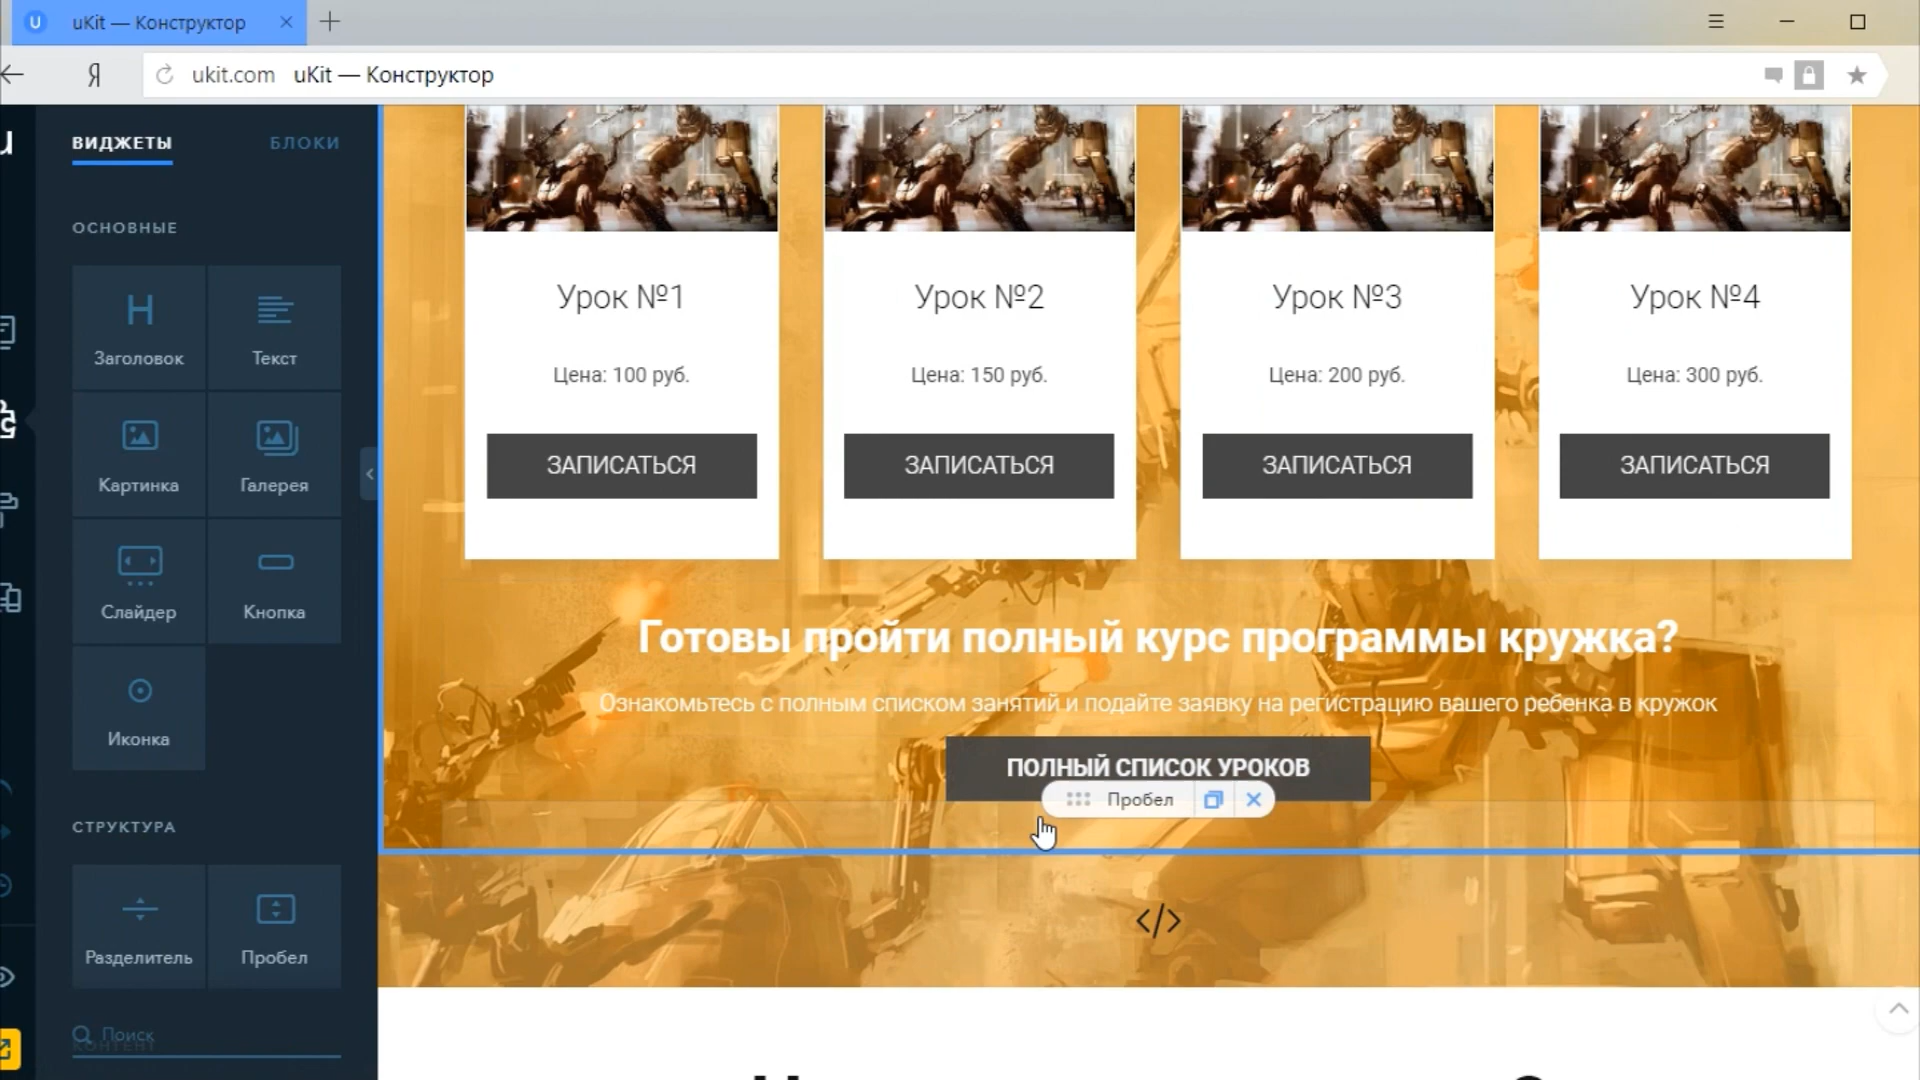 uKit — Конструктор
Я
ukit.com uKit — Конструктор
ВИДЖЕТЫ БЛОКИ
ОСНОВНЫЕ
Заголовок Текст
Картинка Галерея
Слайдер Кнопка
Иконка
СТРУКТУРА
Разделитель Пробел
Поиск
КОНТЕНТ
Урок №1 Урок №2 Урок №3 Урок №4
Цена: 100 руб. Цена: 150 руб. Цена: 200 руб. Цена: 300 руб.
ЗАПИСАТЬСЯ ЗАПИСАТЬСЯ ЗАПИСАТЬСЯ ЗАПИСАТЬСЯ
Готовы пройти полный курс программы кружка?
Ознакомьтесь с полным списком занятий и подайте заявку на регистрацию вашего ребенка в кружок
ПОЛНЫЙ СПИСОК УРОКОВ
Пробел
</>